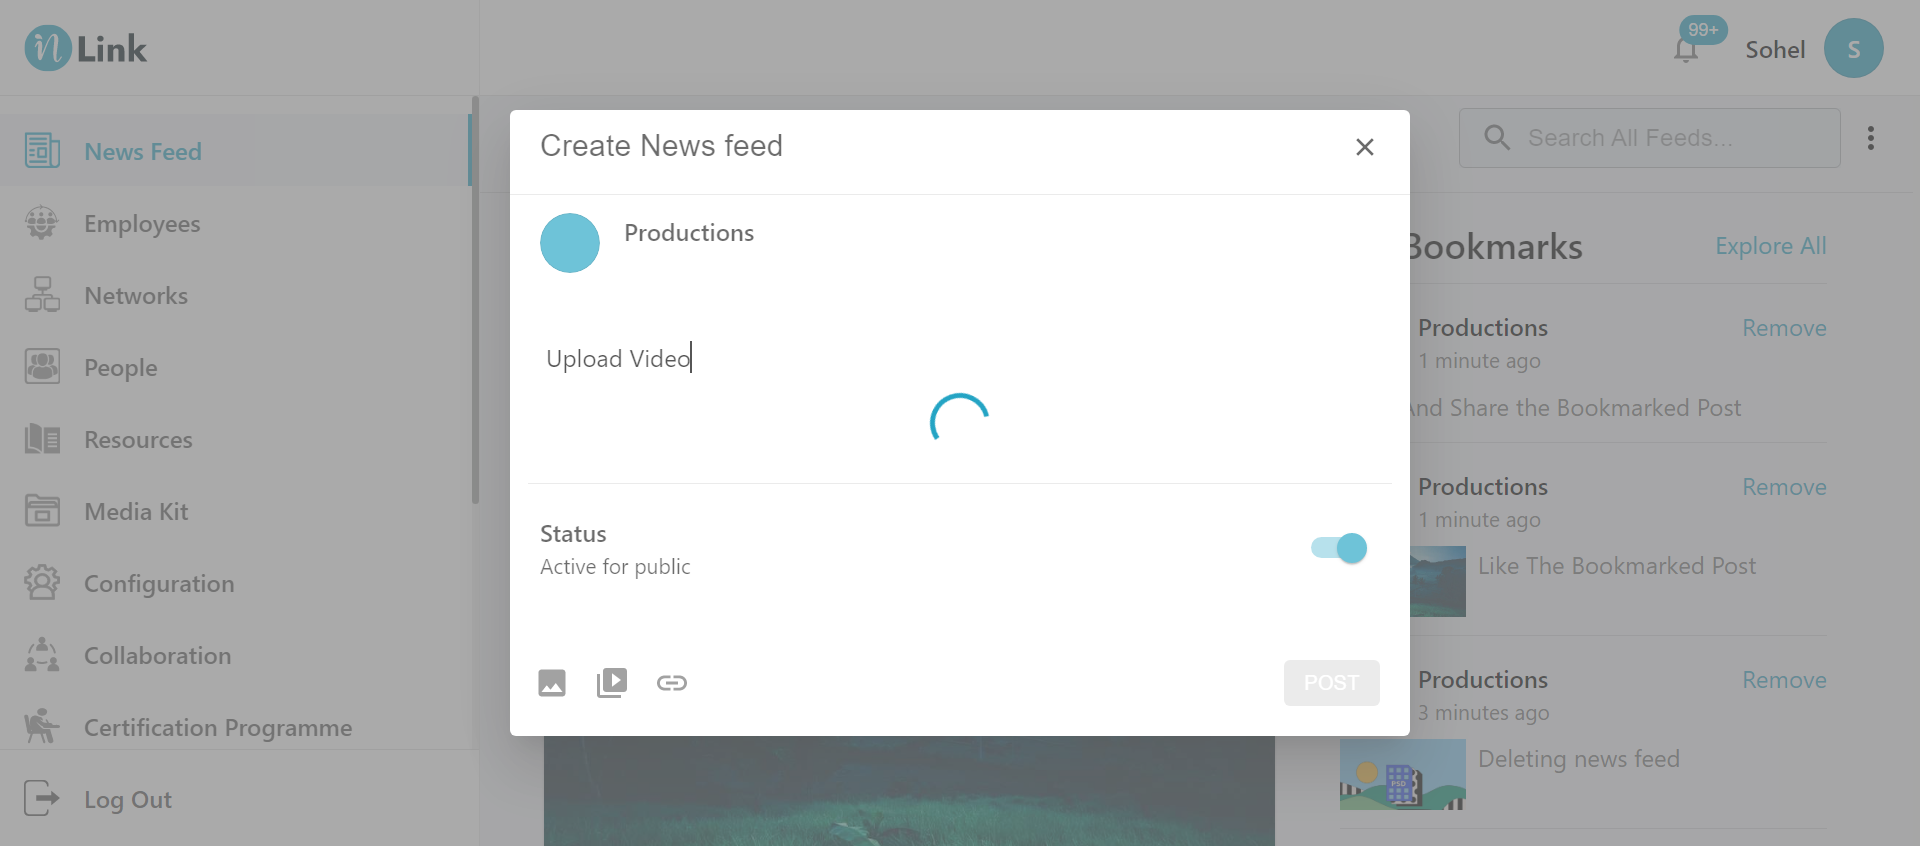 n Link
99+
Sohel
S
News Feed
Employees
Networks
People
Resources
Media Kit
Configuration
Collaboration
Certification Programme
Log Out
Create News feed
Productions
Upload Video
Status
Active for public
POST
Search All Feeds...
Bookmarks
Explore All
Productions
Remove
1 minute ago
And Share the Bookmarked Post
Productions
Remove
1 minute ago
Like The Bookmarked Post
Productions
Remove
3 minutes ago
PSD
Deleting news feed